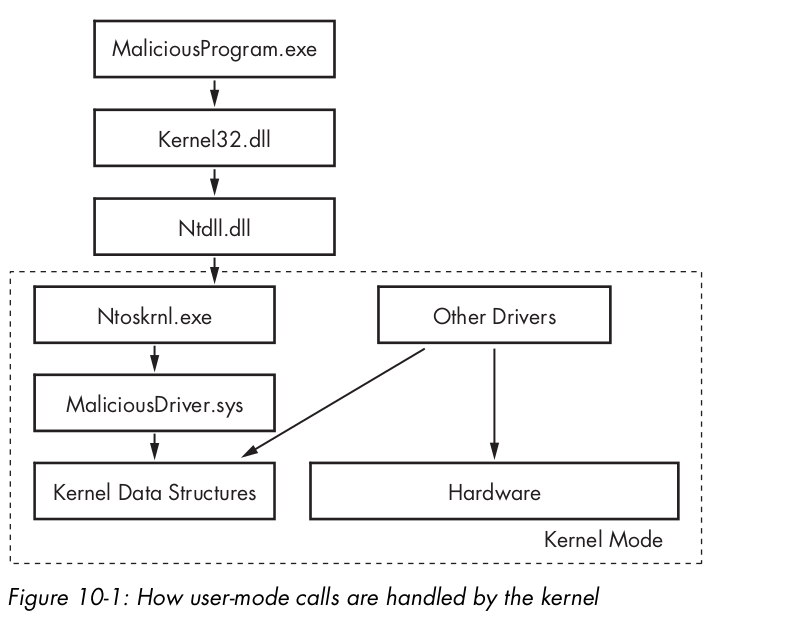 MaliciousProgram.exe
Kernel32.dll
Ntdll.dll
Ntoskrnl.exe
Other Drivers
MaliciousDriver.sys
Kernel Data Structures
Hardware
Kernel Mode
Figure 10-1: How user-mode calls are handled by the kernel